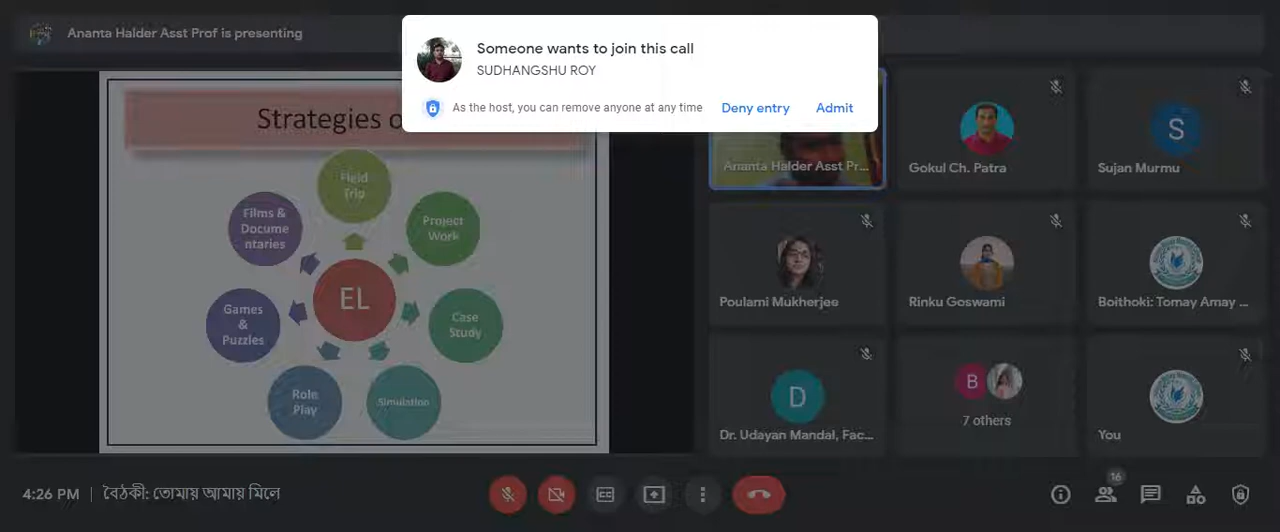 Ananta Halder Asst Prof is presenting
Someone wants to join this call
SUDHANGSHU ROY
As the host, you can remove anyone at any time
Deny entry
Admit
Strategies o
Field
Trip
Project
Work
Case
Study
Simulation
Role
Play
Games
&
Puzzles
Films &
Docume
ntaries
EL
Ananta Halder Asst Pr...
Gokul Ch. Patra
S
Sujan Murmu
Poulami Mukherjee
Rinku Goswami
Boithoki: Tomay Amay ...
D
Dr. Udayan Mandal, Fac...
B
7 others
You
4:26 PM | বৈঠকী: তোমায় আমায় মিলে
CC
16